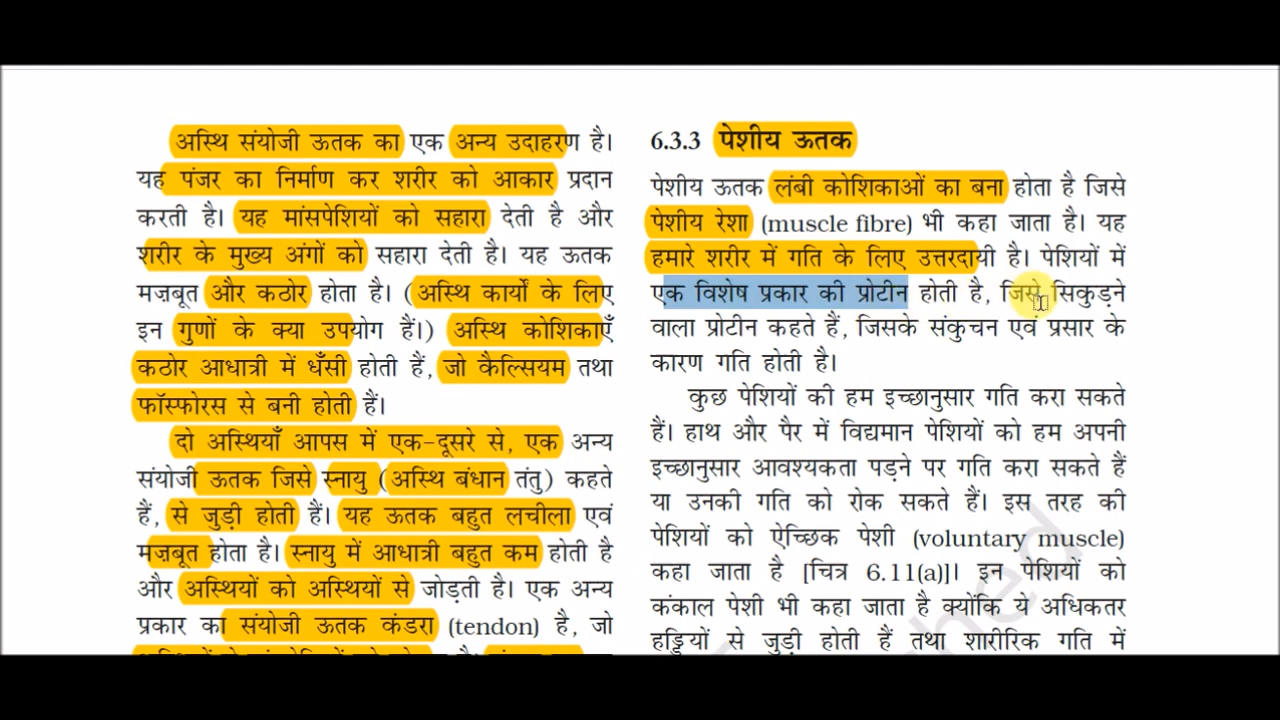 अस्थि संयोजी ऊतक का एक अन्य उदाहरण है।
यह पंजर का निर्माण कर शरीर को आकार प्रदान
करती है। यह मांसपेशियों को सहारा देती है और
शरीर के मुख्य अंगों को सहारा देती है। यह ऊतक
मजबूत और कठोर होता है। (अस्थि कार्यों के लिए
इन गुणों के क्या उपयोग हैं।) अस्थि कोशिकाएँ
कठोर आधात्री में धँसी होती हैं, जो कैल्सियम तथा
फॉस्फोरस से बनी होती हैं।
दो अस्थियाँ आपस में एक-दूसरे से, एक अन्य
संयोजी ऊतक जिसे स्नायु (अस्थि बंधान तंतु) कहते
हैं, से जुड़ी होती हैं। यह ऊतक बहुत लचीला एवं
मज़बूत होता है। स्नायु में आधात्री बहुत कम होती है
और अस्थियों को अस्थियों से जोड़ती है। एक अन्य
प्रकार का संयोजी ऊतक कंडरा (tendon) है, जो
6.3.3 पेशीय ऊतक
पेशीय ऊतक लंबी कोशिकाओं का बना होता है जिसे
पेशीय रेशा (muscle fibre) भी कहा जाता है। यह
हमारे शरीर में गति के लिए उत्तरदायी है। पेशियों में
एक विशेष प्रकार की प्रोटीन होती है, जिसे सिकुड़ने
वाला प्रोटीन कहते हैं, जिसके संकुचन एवं प्रसार के
कारण गति होती है।
कुछ पेशियों की हम इच्छानुसार गति करा सकते
हैं। हाथ और पैर में विद्यमान पेशियों को हम अपनी
इच्छानुसार आवश्यकता पड़ने पर गति करा सकते हैं
या उनकी गति को रोक सकते हैं। इस तरह की
पेशियों को ऐच्छिक पेशी (voluntary muscle)
कहा जाता है [चित्र 6.11(a)]। इन पेशियों को
कंकाल पेशी भी कहा जाता है क्योंकि ये अधिकतर
हड्डियों से जुड़ी होती हैं तथा शारीरिक गति में